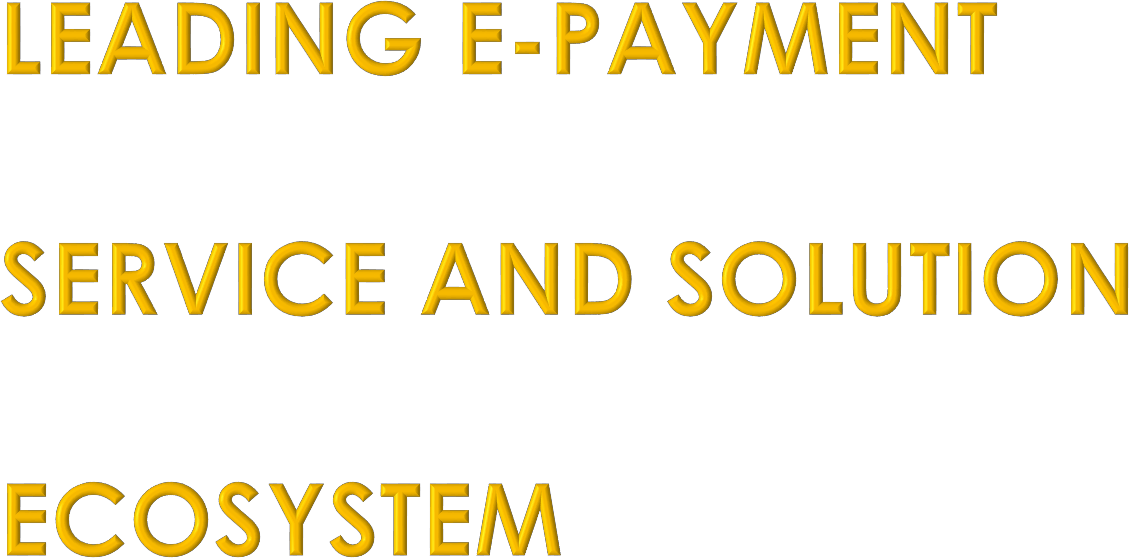 LEADING E-PAYMENT
SERVICE AND SOLUTION
ECOSYSTEM